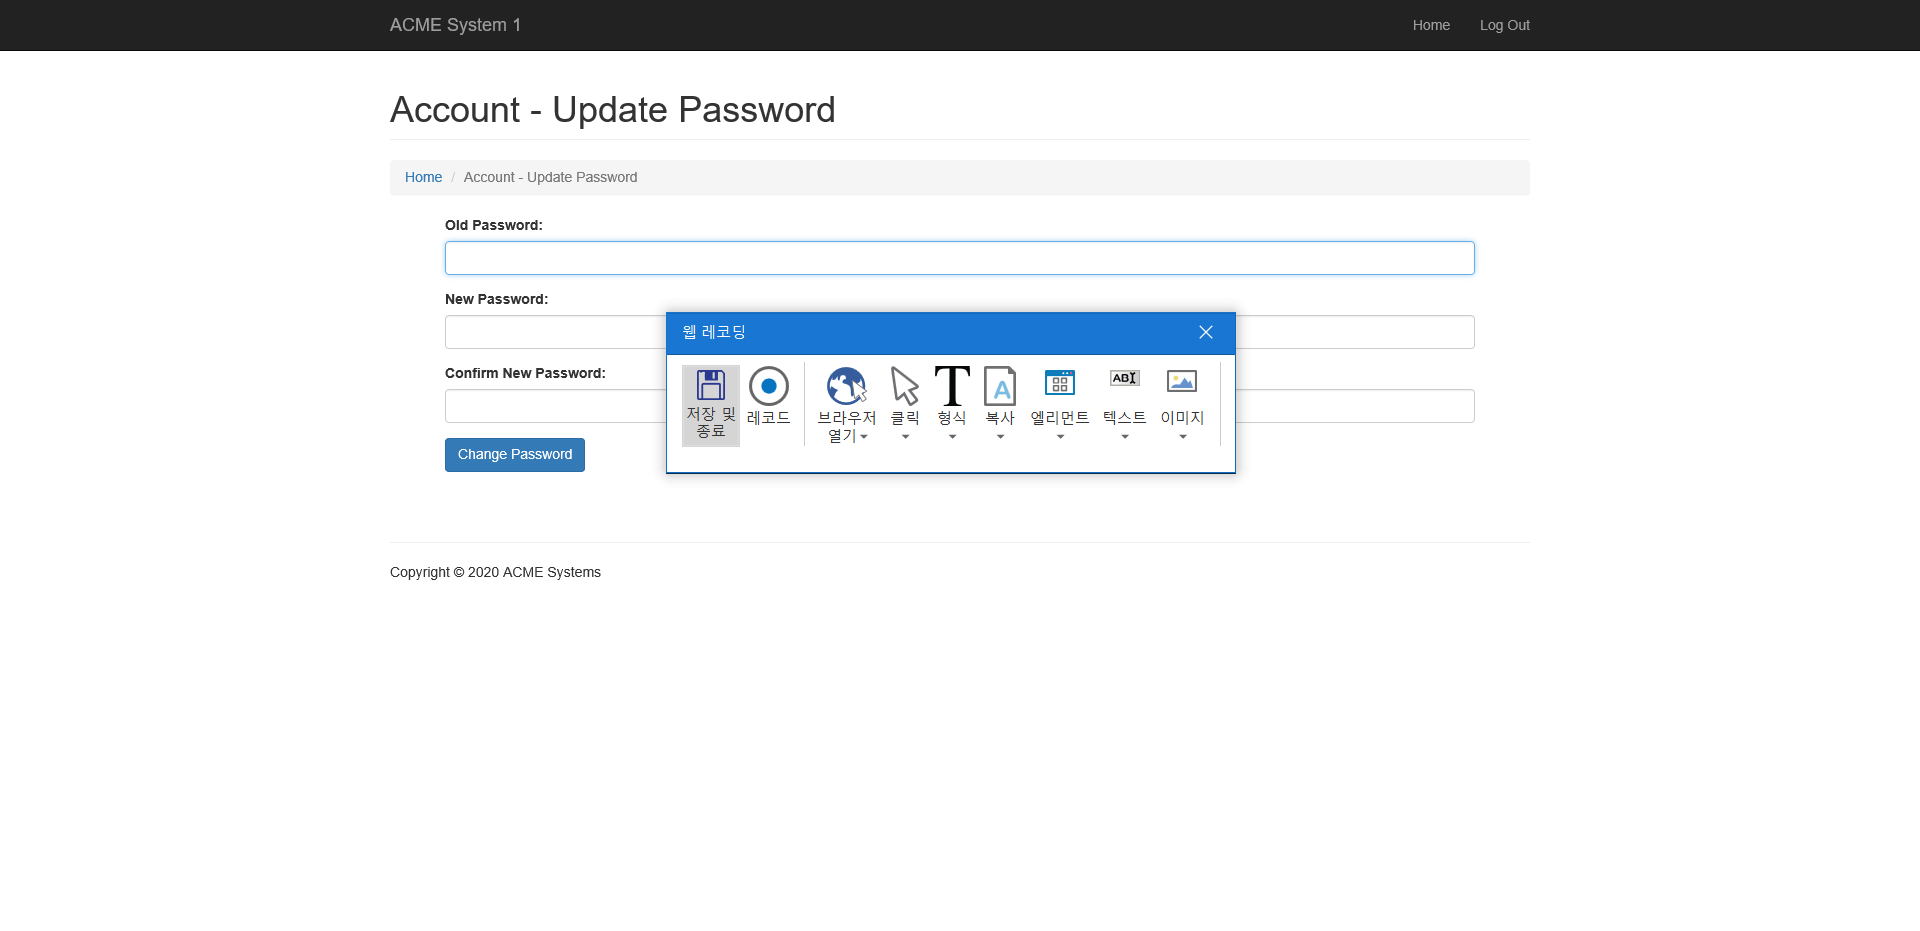 ACME System 1
Home
Log Out
Account - Update Password
Home / Account - Update Password
Old Password:
New Password:
웹 레코딩
Confirm New Password:
저장 및
종료
레코드
브라우저
열기
클릭
형식
복사
엘리먼트
ABI
텍스트
이미지
Change Password
Copyright © 2020 ACME Systems